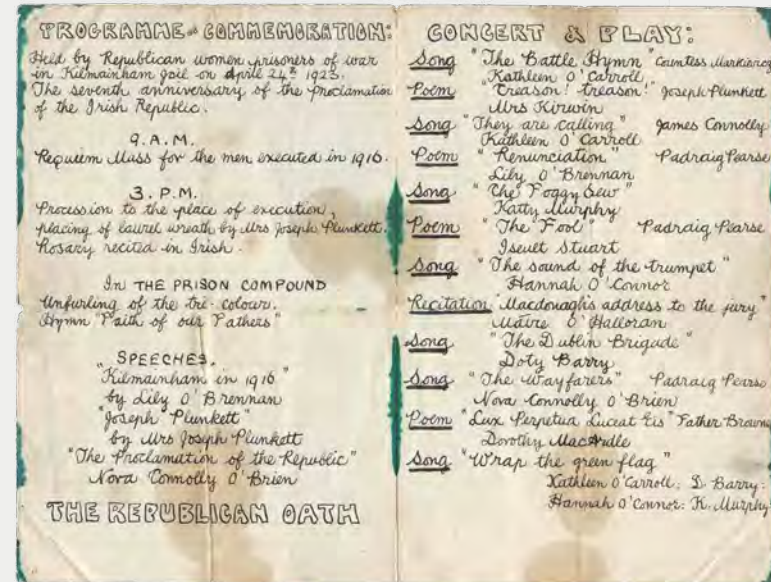 PROGRAMME OF COMMEMORATION:
Held by Republican women prisoners of war
in Kilmainham jail on April 24th 1923.
The seventh anniversary of the proclamation
of the Irish Republic.
9. A.M.
Requiem Mass for the men executed in 1916.
3. P.M.
Procession to the place of execution,
placing of laurel wreath by Mrs Joseph Plunkett.
Rosary recited in Irish.
In THE PRISON COMPOUND
Unfurling of the tri-colour.
Hymn "Faith of our Fathers"
SPEECHES.
"Kilmainham in 1916"
by Lily O'Brennan
"Joseph Plunkett"
by Mrs Joseph Plunkett
"The Proclamation of the Republic"
Nora Connolly O'Brien
THE REPUBLICAN OATH
CONCERT & PLAY:
Song "The Battle Hymn" Countess Markievicz
Kathleen O'Carroll
Poem "Treason! treason!" Joseph Plunkett
Mrs Kirwin
Song "They are calling" James Connolly
Kathleen O'Carroll
Poem "Renunciation" Padraig Pearse
Lily O'Brennan
Song "The Foggy Dew"
Katty Murphy
Poem "The Fool" Padraig Pearse
Iseult Stuart
Song "The sound of the trumpet"
Hannah O'Connor
Recitation "Macdonagh's address to the jury"
Maire O'Halloran
Song "The Dublin Brigade"
Doty Barry
Song "The Wayfarers" Padraig Pearse
Nora Connolly O'Brien
Poem "Lux Perpetua Luceat Eis" Father Browne
Dorothy MacArdle
Song "Wrap the green flag"
Kathleen O'Carroll: D. Barry:
Hannah O'Connor: K. Murphy